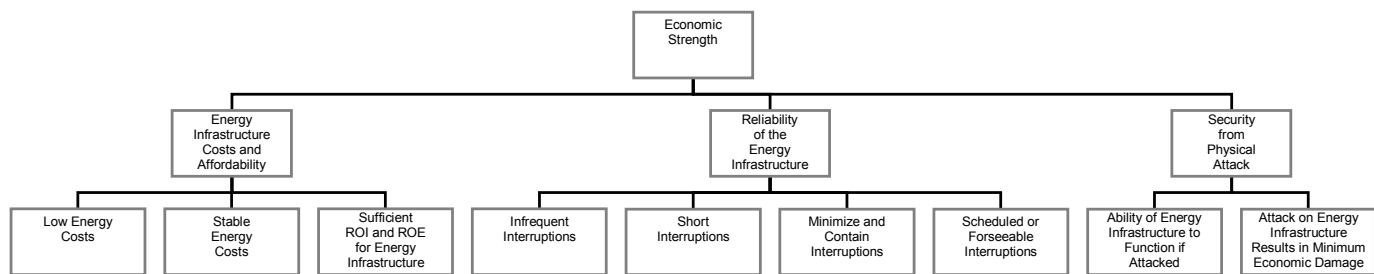 Economic
Strength
Energy
Infrastructure
Costs and
Affordability
Reliability
of the
Energy
Infrastructure
Security
from
Physical
Attack
Low Energy
Costs
Stable
Energy
Costs
Sufficient
ROI and ROE
for Energy
Infrastructure
Infrequent
Interruptions
Short
Interruptions
Minimize and
Contain
Interruptions
Scheduled or
Forseeable
Interruptions
Ability of Energy
Infrastructure to
Function if
Attacked
Attack on Energy
Infrastructure
Results in Minimum
Economic Damage